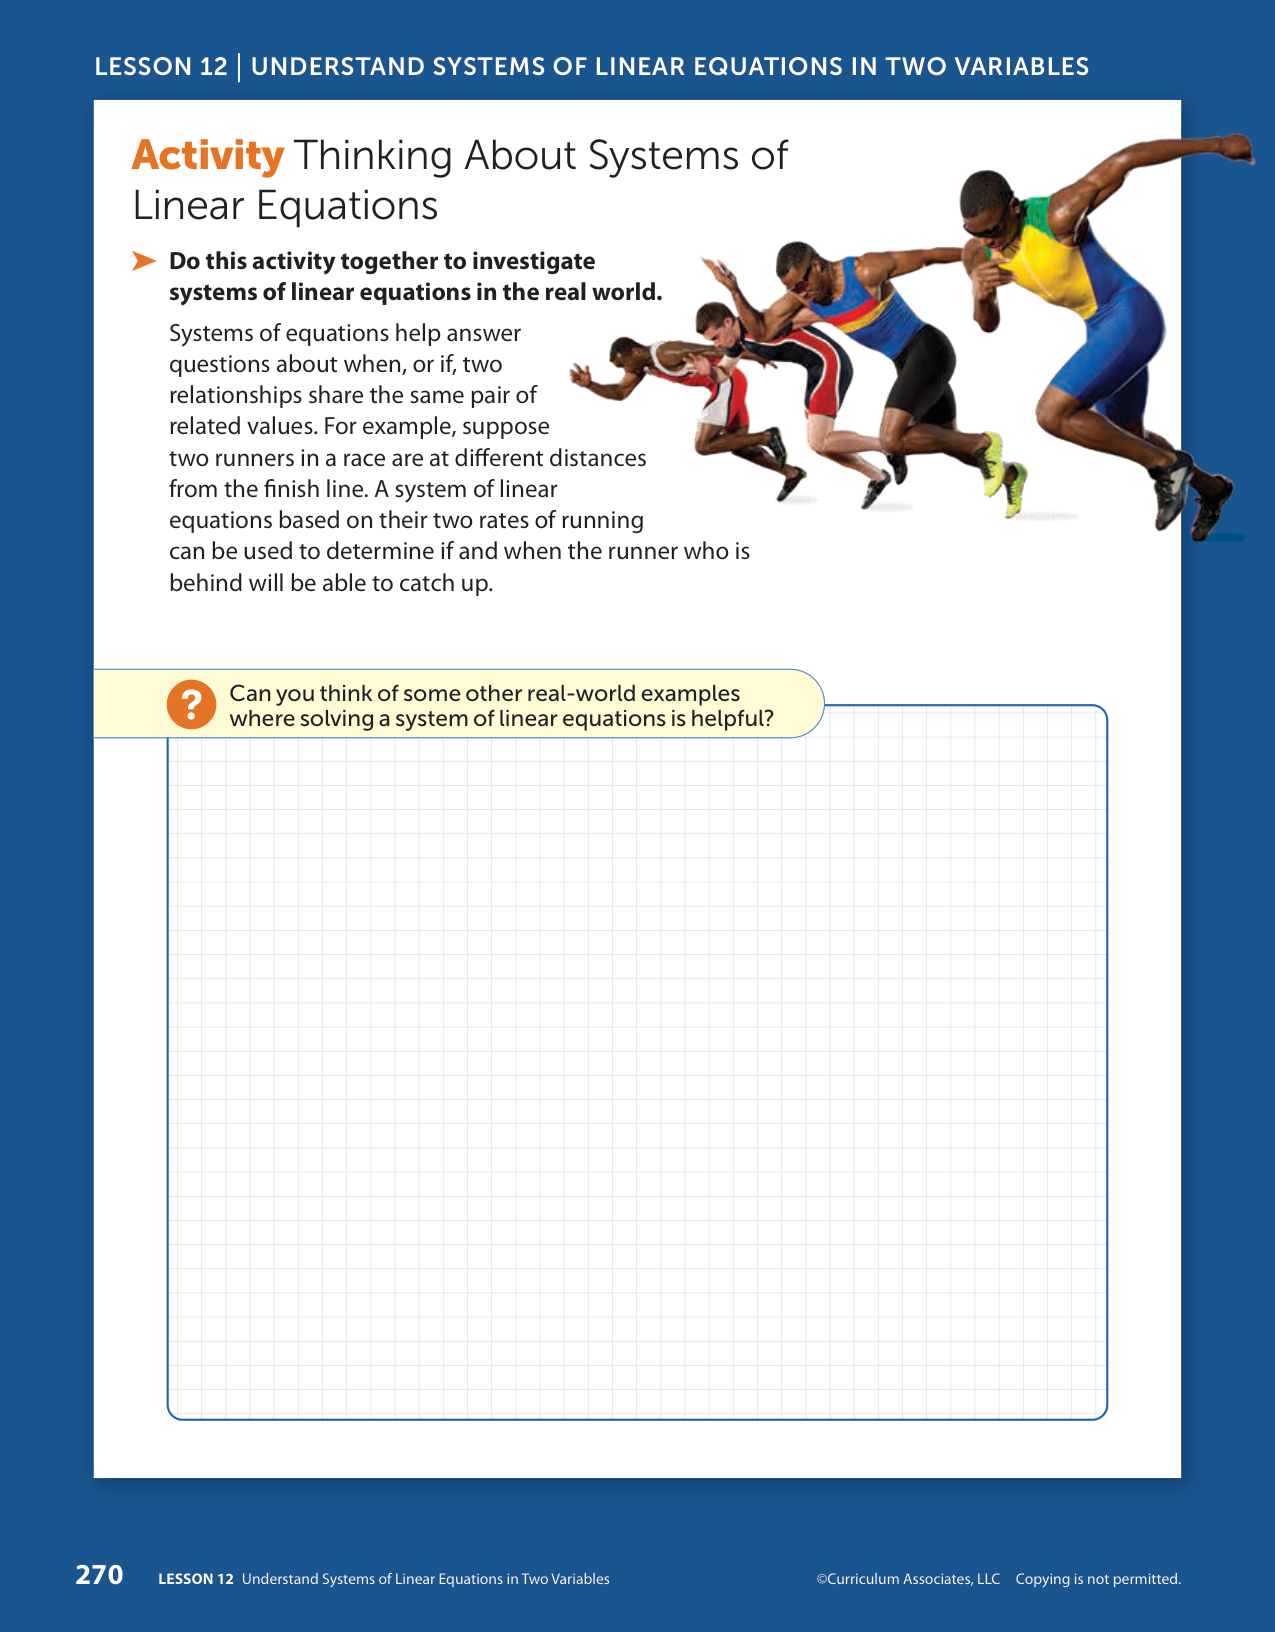 LESSON 12 | UNDERSTAND SYSTEMS OF LINEAR EQUATIONS IN TWO VARIABLES
Activity Thinking About Systems of
Linear Equations
➤ Do this activity together to investigate
systems of linear equations in the real world.
Systems of equations help answer
questions about when, or if, two
relationships share the same pair of
related values. For example, suppose
two runners in a race are at different distances
from the finish line. A system of linear
equations based on their two rates of running
can be used to determine if and when the runner who is
behind will be able to catch up.
? Can you think of some other real-world examples
where solving a system of linear equations is helpful?
270 LESSON 12 Understand Systems of Linear Equations in Two Variables ©Curriculum Associates, LLC Copying is not permitted.